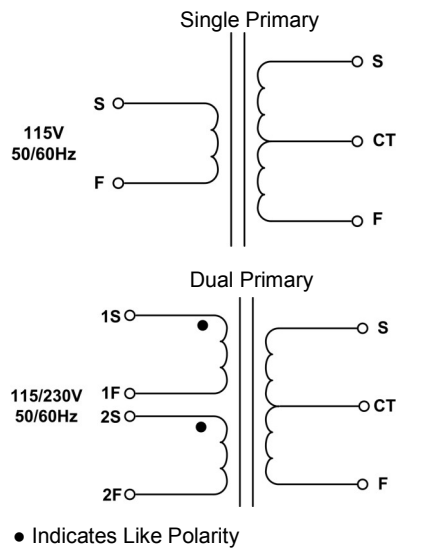 Single Primary
S
S
115V
50/60Hz
CT
F
F
Dual Primary
1S
S
115/230V
50/60Hz
1F
2S
CT
2F
F
● Indicates Like Polarity